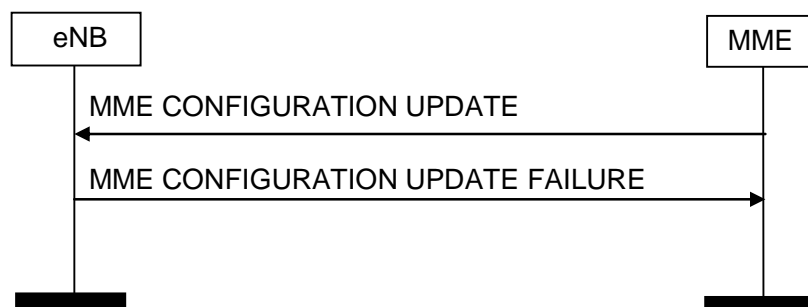 eNB
MME
MME CONFIGURATION UPDATE
MME CONFIGURATION UPDATE FAILURE